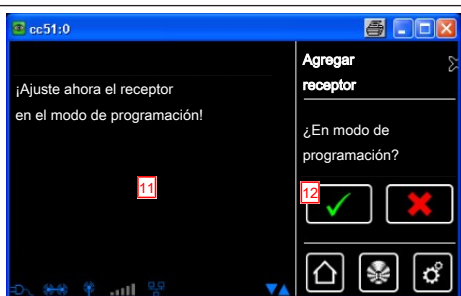 cc51:0
¡Ajuste ahora el receptor
en el modo de programación!
11
Agregar
receptor
¿En modo de
programación?
12